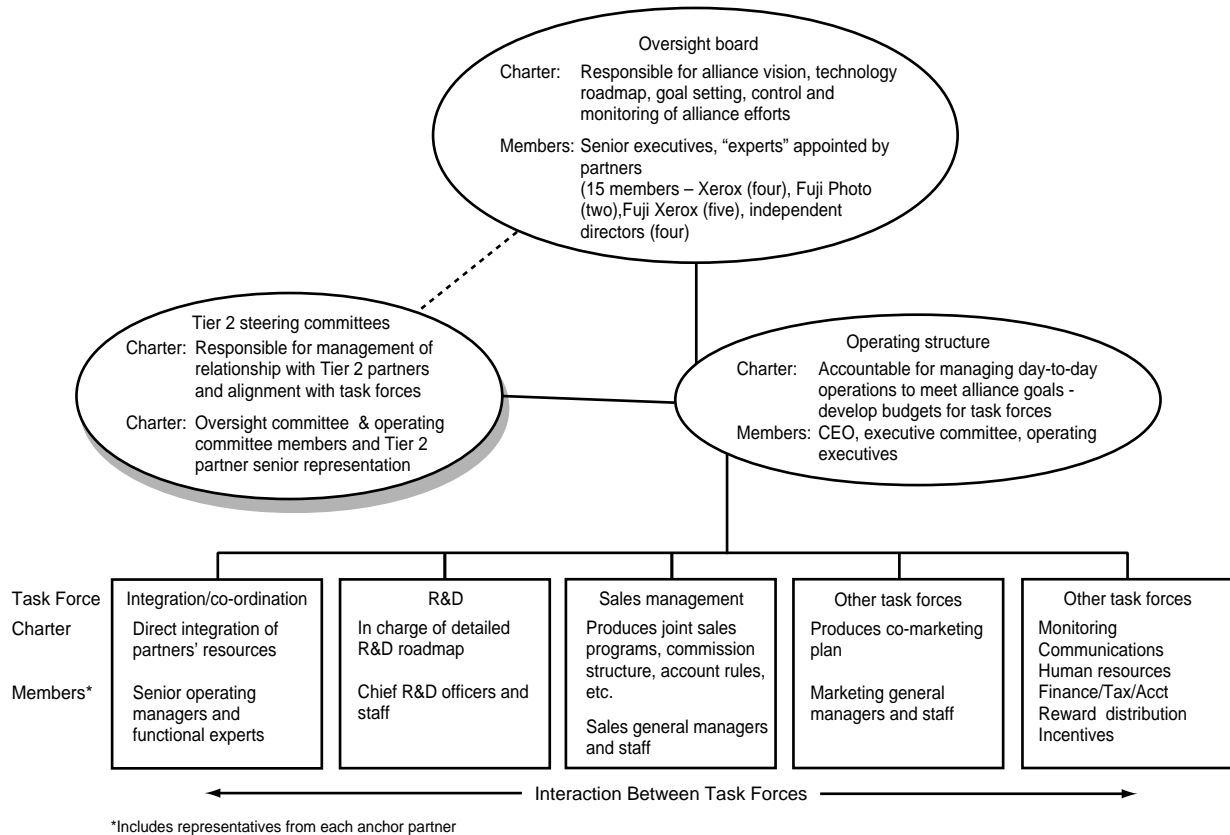 Oversight board
Charter: Responsible for alliance vision, technology
roadmap, goal setting, control and
monitoring of alliance efforts
Members: Senior executives, “experts” appointed by
partners
(15 members – Xerox (four), Fuji Photo
(two),Fuji Xerox (five), independent
directors (four)
Tier 2 steering committees
Charter: Responsible for management of
relationship with Tier 2 partners
and alignment with task forces
Charter: Oversight committee & operating
committee members and Tier 2
partner senior representation
Operating structure
Charter: Accountable for managing day-to-day
operations to meet alliance goals -
develop budgets for task forces
Members: CEO, executive committee, operating
executives
Task Force
Charter
Members*
Integration/co-ordination
Direct integration of
partners’ resources
Senior operating
managers and
functional experts
R&D
In charge of detailed
R&D roadmap
Chief R&D officers and
staff
Sales management
Produces joint sales
programs, commission
structure, account rules,
etc.
Sales general managers
and staff
Other task forces
Produces co-marketing
plan
Marketing general
managers and staff
Other task forces
Monitoring
Communications
Human resources
Finance/Tax/Acct
Reward distribution
Incentives
Interaction Between Task Forces
*Includes representatives from each anchor partner